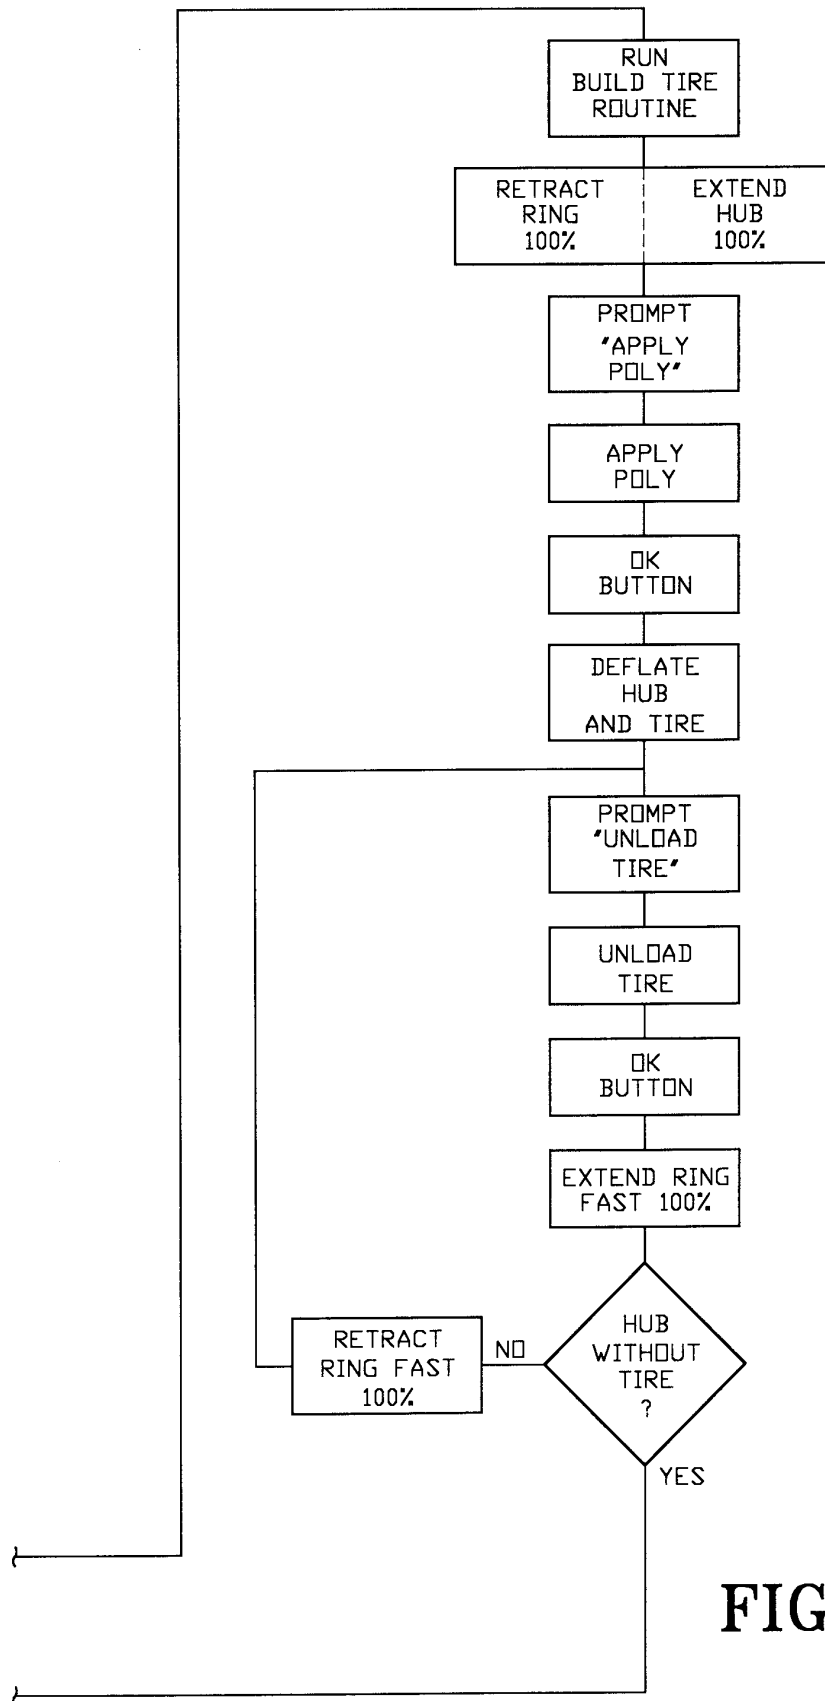 RUN
BUILD TIRE
ROUTINE
RETRACT
RING
100%
EXTEND
HUB
100%
PROMPT
"APPLY
POLY"
APPLY
POLY
OK
BUTTON
DEFLATE
HUB
AND TIRE
PROMPT
"UNLOAD
TIRE"
UNLOAD
TIRE
OK
BUTTON
EXTEND RING
FAST 100%
HUB
WITHOUT
TIRE
?
NO
RETRACT
RING FAST
100%
YES
FIG